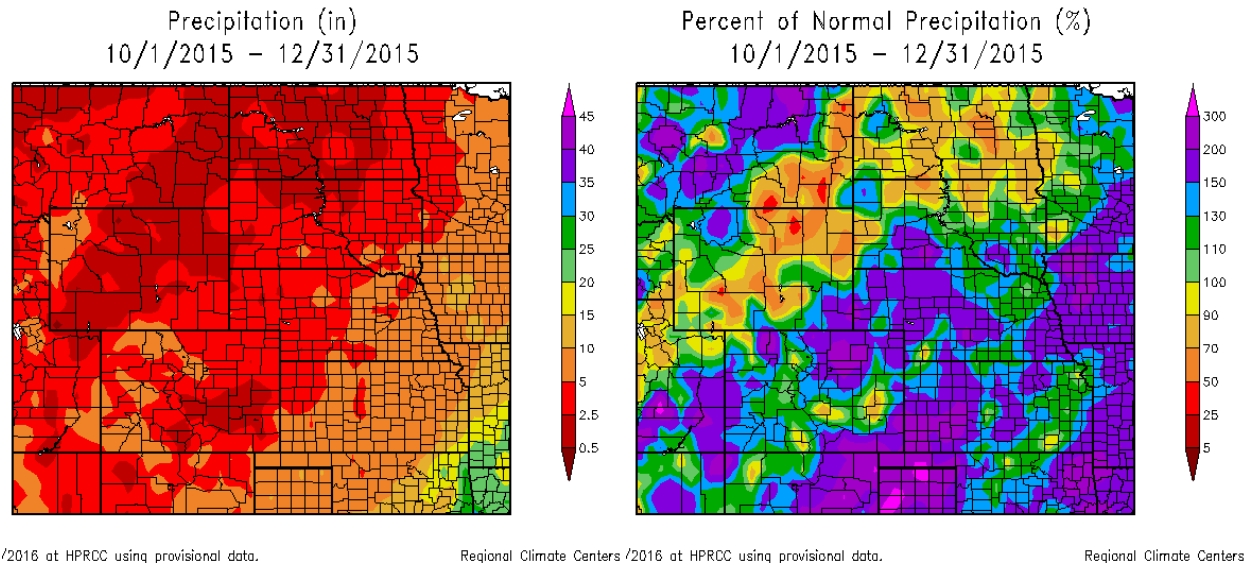 Precipitation (in)
10/1/2015 – 12/31/2015
45
40
35
30
25
20
15
10
5
2.5
0.5
/2016 at HPRCC using provisional data.
Regional Climate Centers
Percent of Normal Precipitation (%)
10/1/2015 – 12/31/2015
300
200
150
130
110
100
90
70
50
25
5
/2016 at HPRCC using provisional data.
Regional Climate Centers